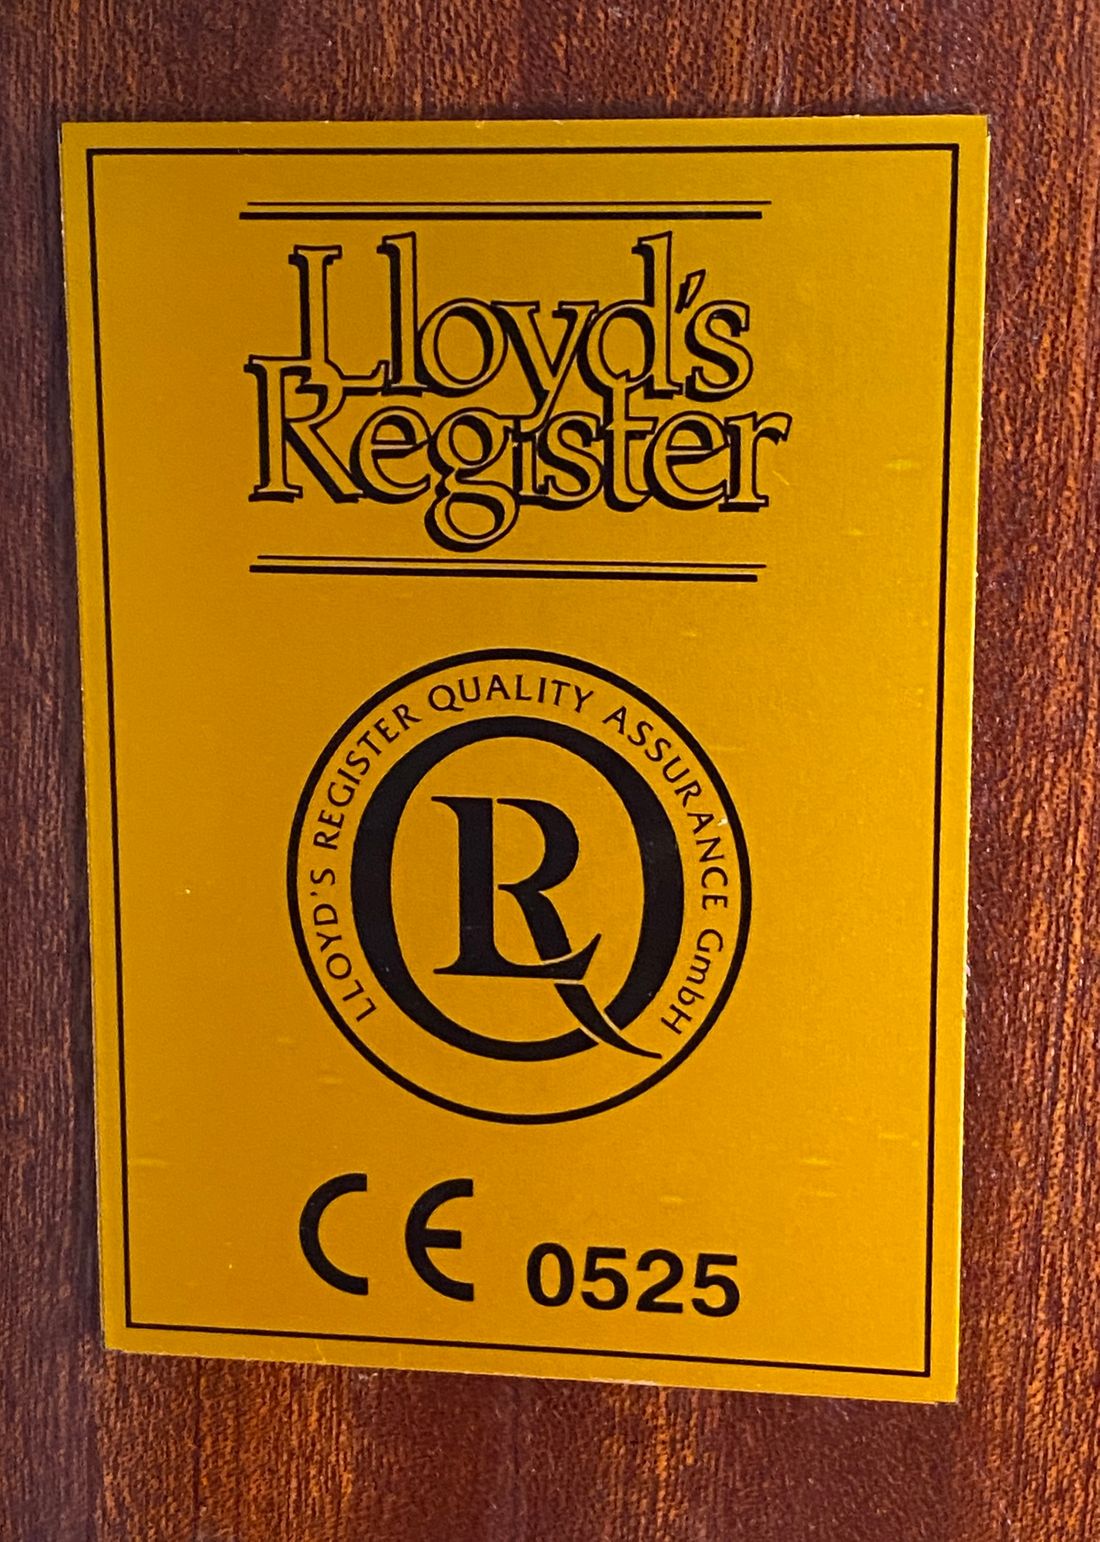 Lloyd's
Register
LLOYD'S REGISTER QUALITY ASSURANCE GmbH
LRQ
CE 0525